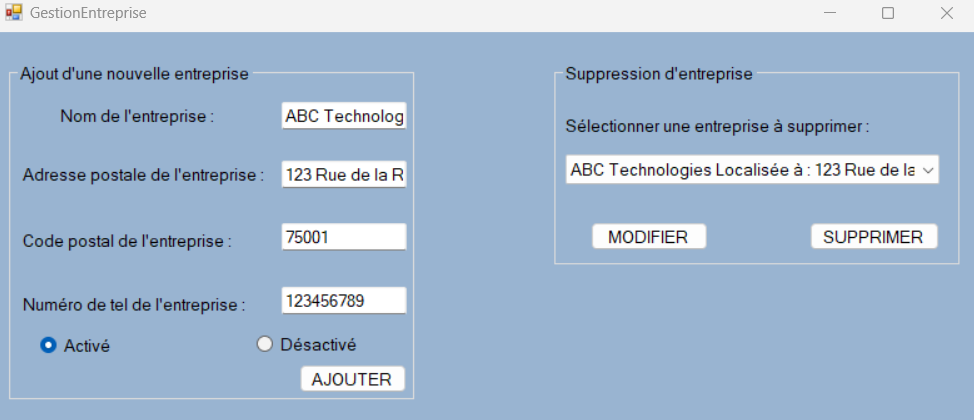 GestionEntreprise
Ajout d'une nouvelle entreprise
Nom de l'entreprise :
ABC Technolog
Adresse postale de l'entreprise :
123 Rue de la R
Code postal de l'entreprise :
75001
Numéro de tel de l'entreprise :
123456789
Activé
Désactivé
AJOUTER
Suppression d'entreprise
Sélectionner une entreprise à supprimer :
ABC Technologies Localisée à : 123 Rue de la
MODIFIER
SUPPRIMER